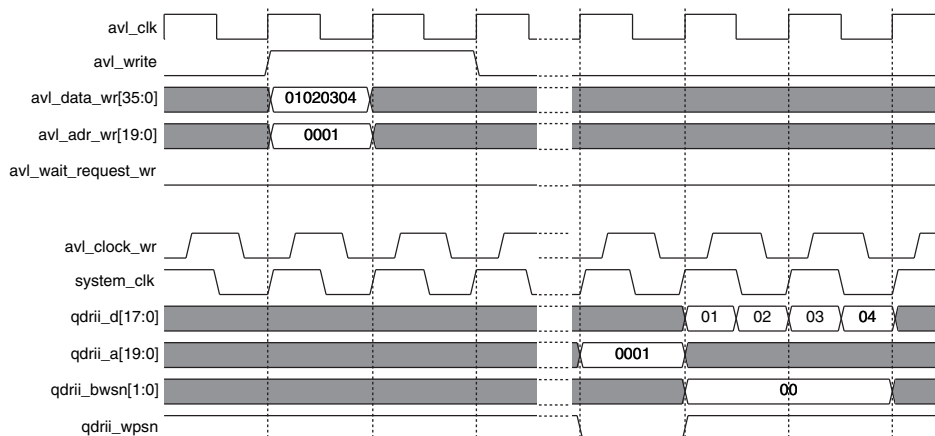 avl_clk
avl_write
avl_data_wr[35:0] 01020304
avl_adr_wr[19:0] 0001
avl_wait_request_wr
avl_clock_wr
system_clk
qdrii_d[17:0] 01 02 03 04
qdrii_a[19:0] 0001
qdrii_bwsn[1:0] 00
qdrii_wpsn